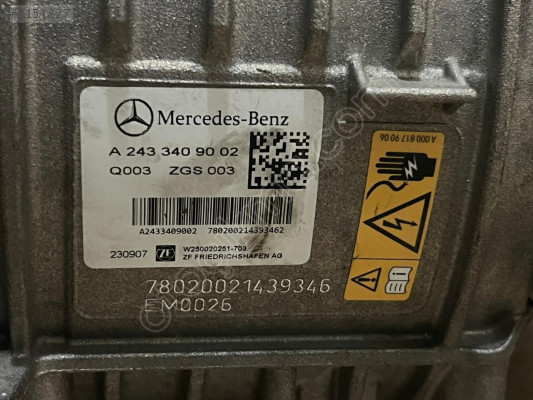 Mercedes-Benz
A 243 340 90 02
Q003 ZGS 003
A2433409002 780200214393462
230907 ZF W250020251-703
ZF FRIEDRICHSHAFEN AG
78020021439346
EM0026
A 000 817 90 06